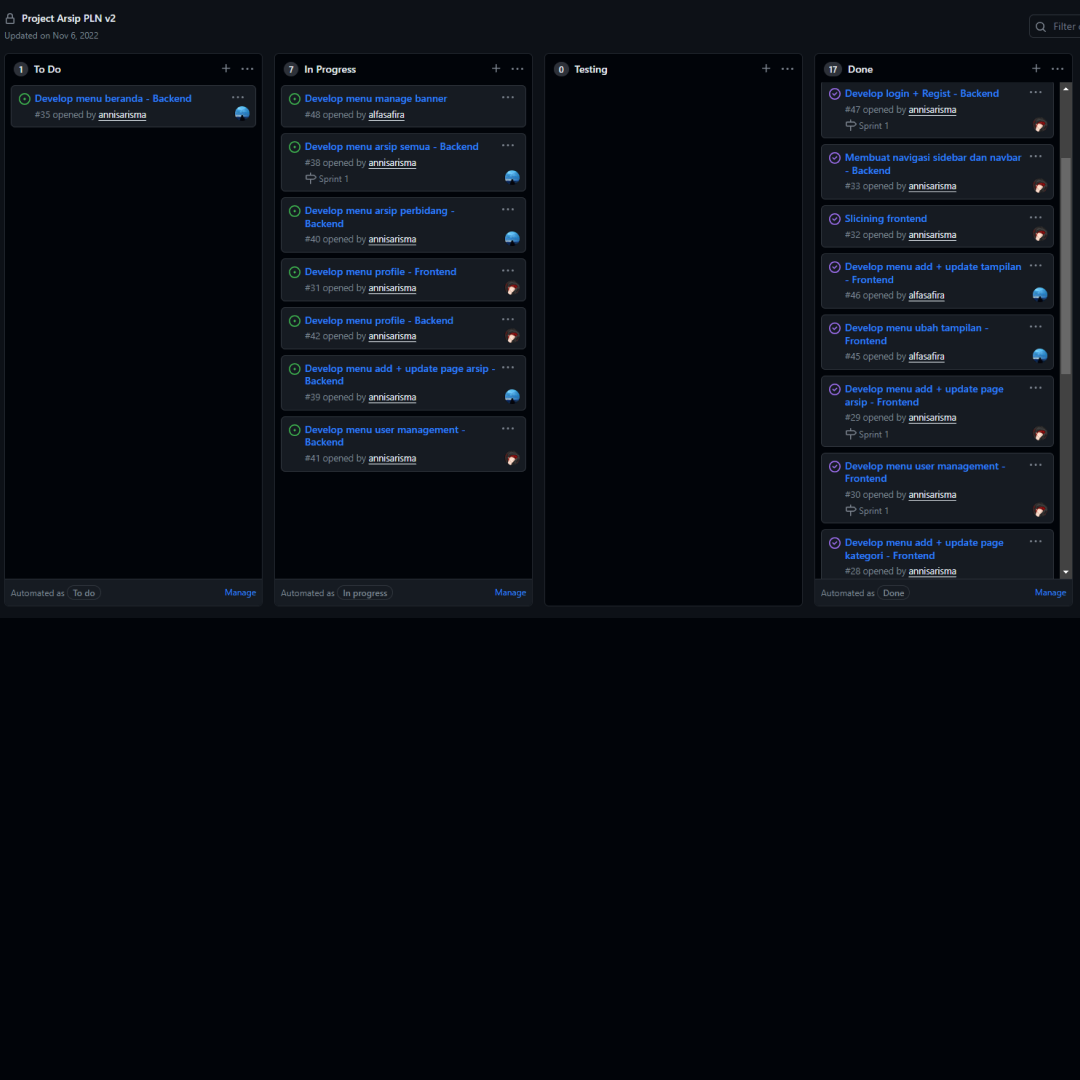 Project Arsip PLN v2
Updated on Nov 6, 2022
Filter
1 To Do
Develop menu beranda - Backend
#35 opened by annisarisma
Automated as To do
Manage
7 In Progress
Develop menu manage banner
#48 opened by alfasafira
Develop menu arsip semua - Backend
#38 opened by annisarisma
Sprint 1
Develop menu arsip perbidang -
Backend
#40 opened by annisarisma
Develop menu profile - Frontend
#31 opened by annisarisma
Develop menu profile - Backend
#42 opened by annisarisma
Develop menu add + update page arsip -
Backend
#39 opened by annisarisma
Develop menu user management -
Backend
#41 opened by annisarisma
Automated as In progress
Manage
0 Testing
17 Done
Develop login + Regist - Backend
#47 opened by annisarisma
Sprint 1
Membuat navigasi sidebar dan navbar
- Backend
#33 opened by annisarisma
Slicining frontend
#32 opened by annisarisma
Develop menu add + update tampilan
- Frontend
#46 opened by alfasafira
Develop menu ubah tampilan -
Frontend
#45 opened by alfasafira
Develop menu add + update page
arsip - Frontend
#29 opened by annisarisma
Sprint 1
Develop menu user management -
Frontend
#30 opened by annisarisma
Sprint 1
Develop menu add + update page
kategori - Frontend
#28 opened by annisarisma
Automated as Done
Manage